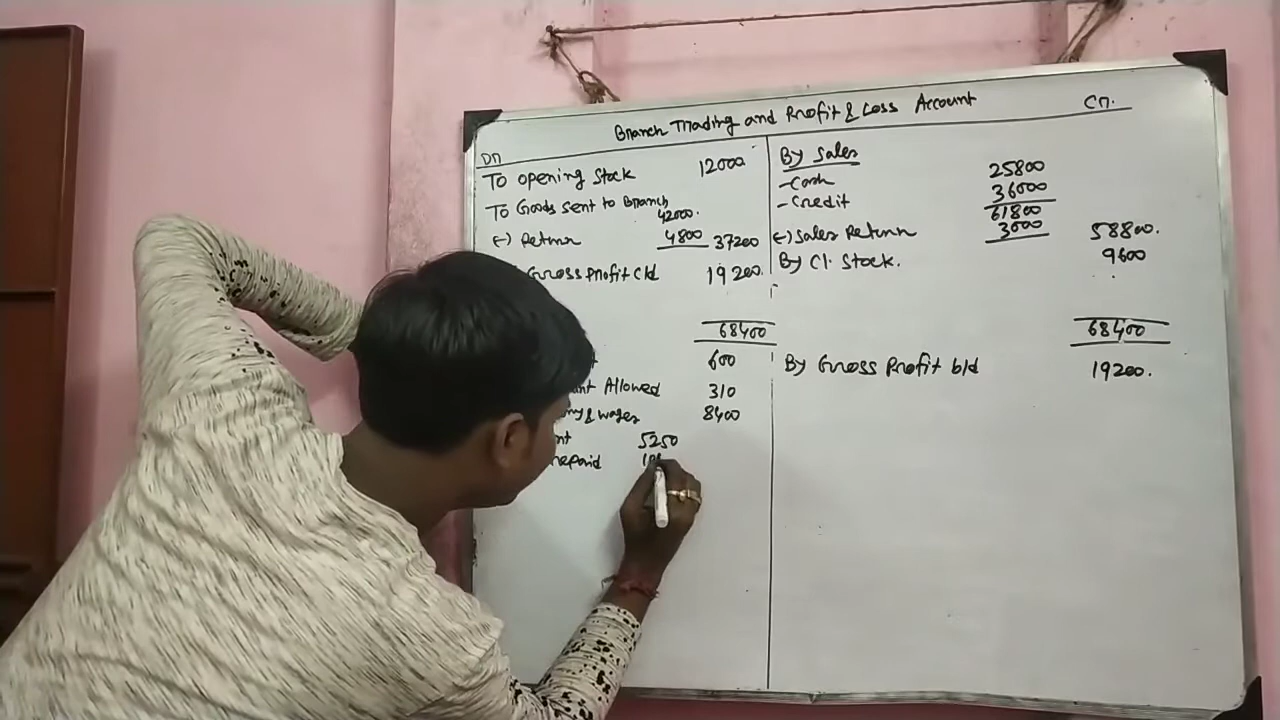 Branch Trading and Profit & Loss Account Cr.
Dr
To opening Stock 12000
To Goods Sent to Branch
42000.
(-) Return 4800 37200
Gross Profit C/d 19200.
68400
600
Allowed 310
& wages 8400
5250
By Sales
-Cash 25800
-Credit 36000
61800
(-) Sales Return 3000 58800.
By Cl. Stock. 9600
68400
By Gross Profit b/d 19200.